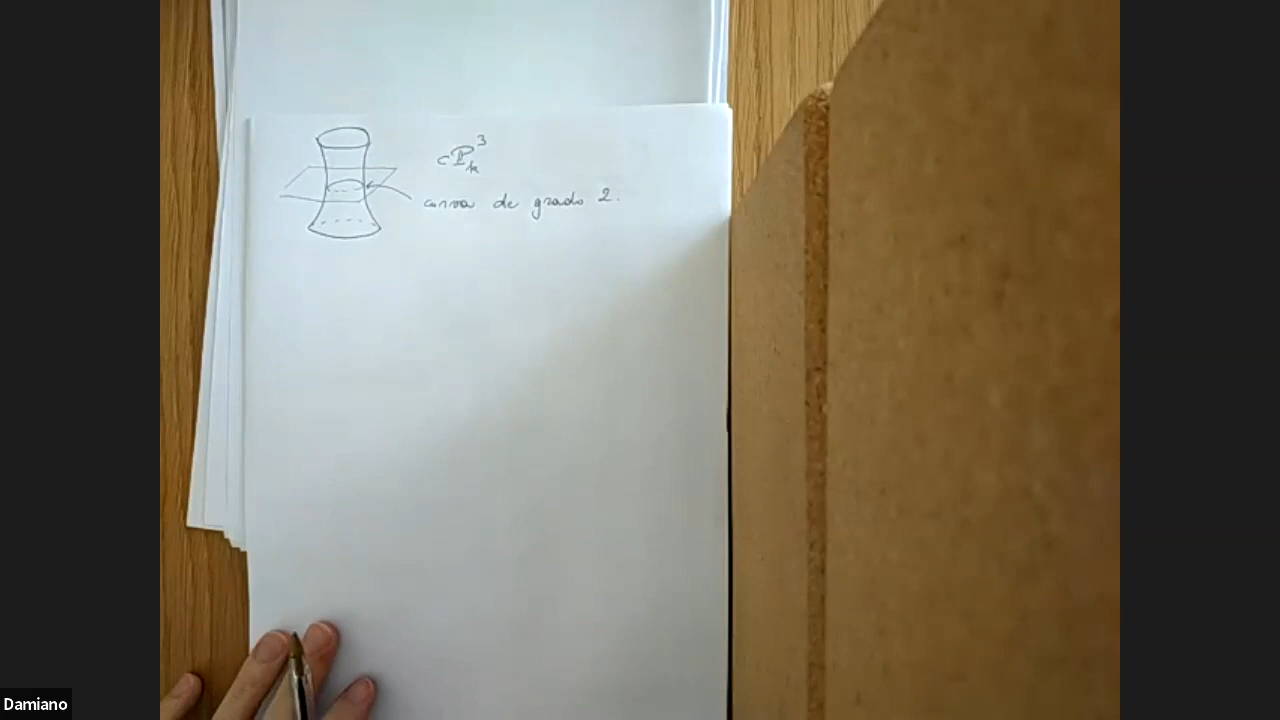 ⊂ ℙ³ₖ
curva de grado 2.
Damiano